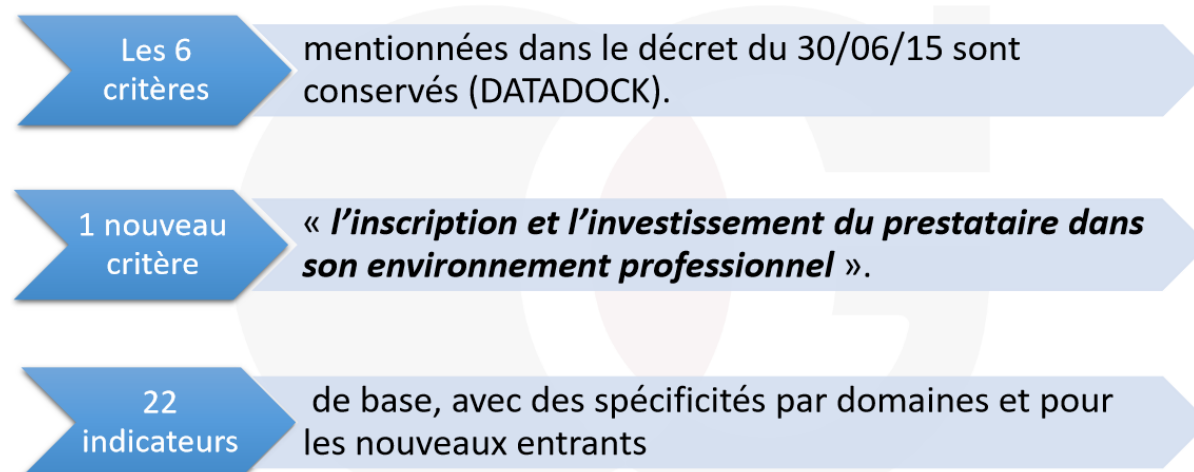 Les 6
critères
mentionnées dans le décret du 30/06/15 sont
conservés (DATADOCK).
1 nouveau
critère
« l’inscription et l’investissement du prestataire dans
son environnement professionnel ».
22
indicateurs
de base, avec des spécificités par domaines et pour
les nouveaux entrants